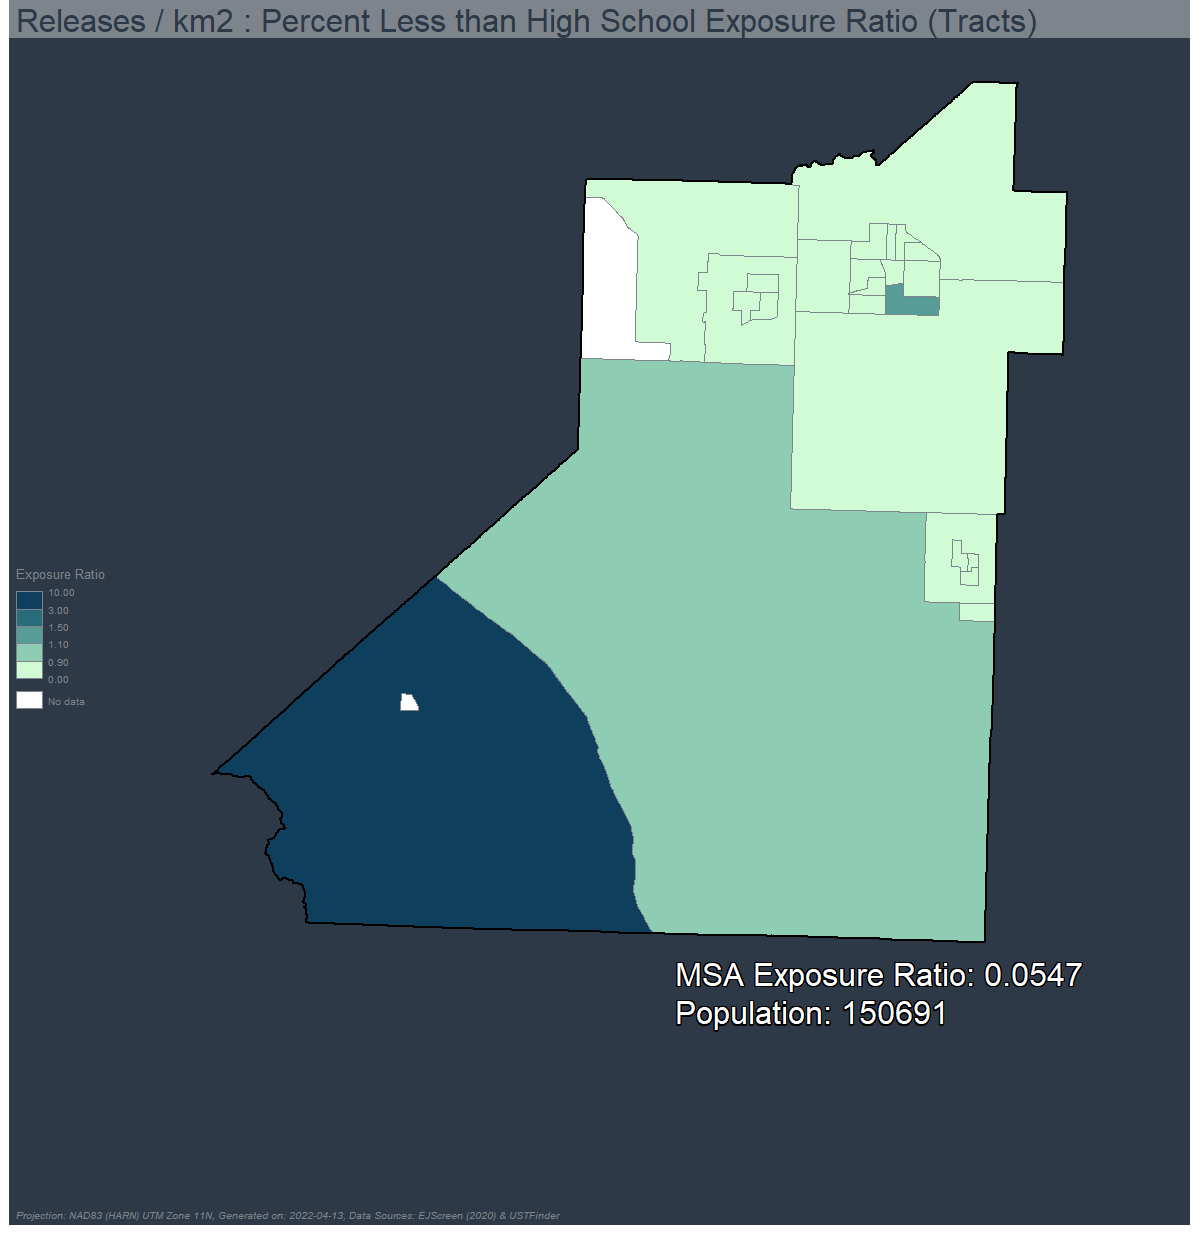 Releases / km2 : Percent Less than High School Exposure Ratio (Tracts)
Exposure Ratio
10.00
3.00
1.50
1.10
0.90
0.00
No data
MSA Exposure Ratio: 0.0547
Population: 150691
Projection: NAD83 (HARN) UTM Zone 11N, Generated on: 2022-04-13, Data Sources: EJScreen (2020) & USTFinder